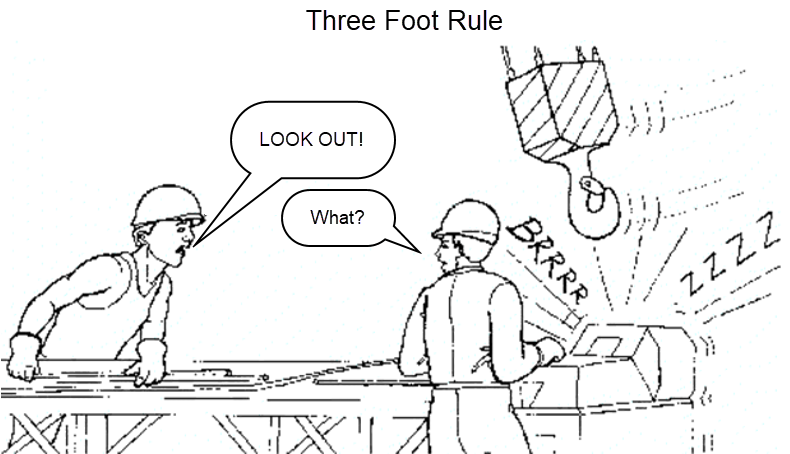 Three Foot Rule
LOOK OUT!
What?
BRRRR
ZZZZ